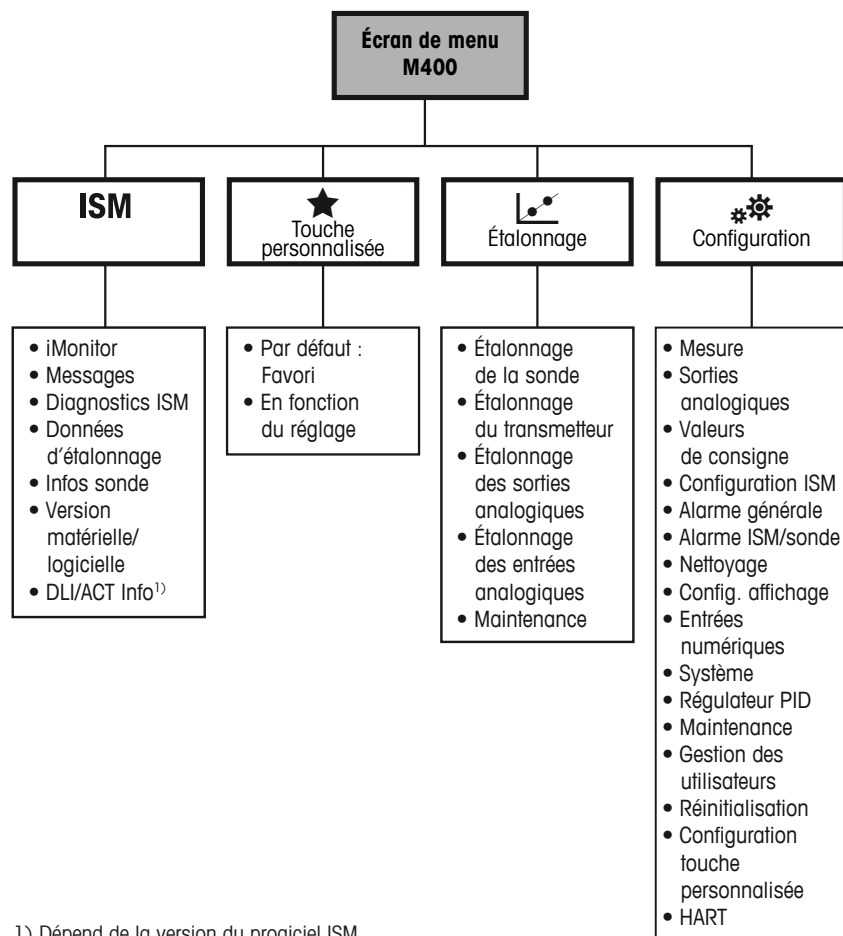 Écran de menu
M400
ISM
Touche
personnalisée
Étalonnage
Configuration
• iMonitor
• Messages
• Diagnostics ISM
• Données
d'étalonnage
• Infos sonde
• Version
matérielle/
logicielle
• DLI/ACT Info1)
• Par défaut :
Favori
• En fonction
du réglage
• Étalonnage
de la sonde
• Étalonnage
du transmetteur
• Étalonnage
des sorties
analogiques
• Étalonnage
des entrées
analogiques
• Maintenance
• Mesure
• Sorties
analogiques
• Valeurs
de consigne
• Configuration ISM
• Alarme générale
• Alarme ISM/sonde
• Nettoyage
• Config. affichage
• Entrées
numériques
• Système
• Régulateur PID
• Maintenance
• Gestion des
utilisateurs
• Réinitialisation
• Configuration
touche
personnalisée
• HART
1) Dépend de la version du progiciel ISM